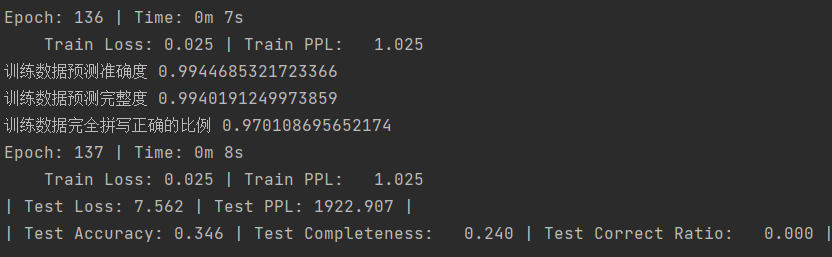 Epoch: 136 | Time: 0m 7s
Train Loss: 0.025 | Train PPL:   1.025
训练数据预测准确度 0.9944685321723366
训练数据预测完整度 0.9940191249973859
训练数据完全拼写正确的比例 0.970108695652174
Epoch: 137 | Time: 0m 8s
Train Loss: 0.025 | Train PPL:   1.025
| Test Loss: 7.562 | Test PPL: 1922.907 |
| Test Accuracy: 0.346 | Test Completeness:   0.240 | Test Correct Ratio:   0.000 |